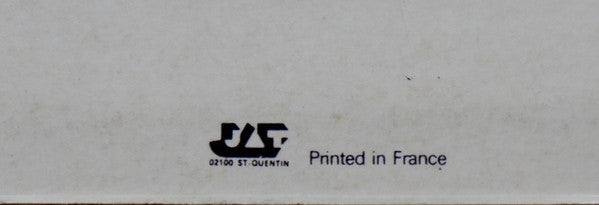 02100 ST-QUENTIN
Printed in France